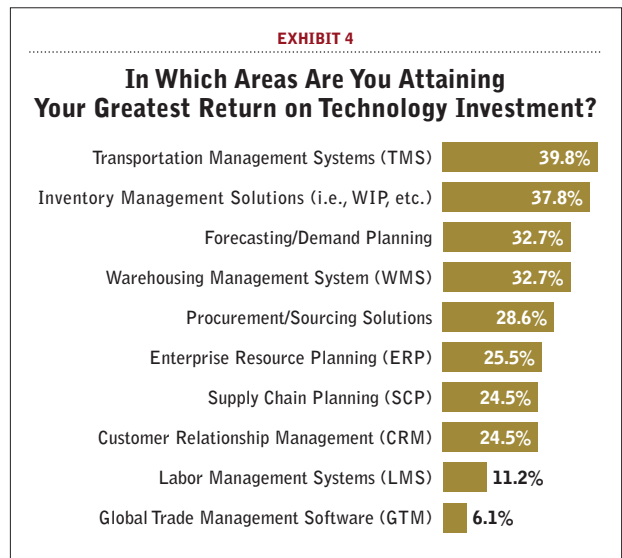 EXHIBIT 4
In Which Areas Are You Attaining
Your Greatest Return on Technology Investment?
Transportation Management Systems (TMS) 39.8%
Inventory Management Solutions (i.e., WIP, etc.) 37.8%
Forecasting/Demand Planning 32.7%
Warehousing Management System (WMS) 32.7%
Procurement/Sourcing Solutions 28.6%
Enterprise Resource Planning (ERP) 25.5%
Supply Chain Planning (SCP) 24.5%
Customer Relationship Management (CRM) 24.5%
Labor Management Systems (LMS) 11.2%
Global Trade Management Software (GTM) 6.1%